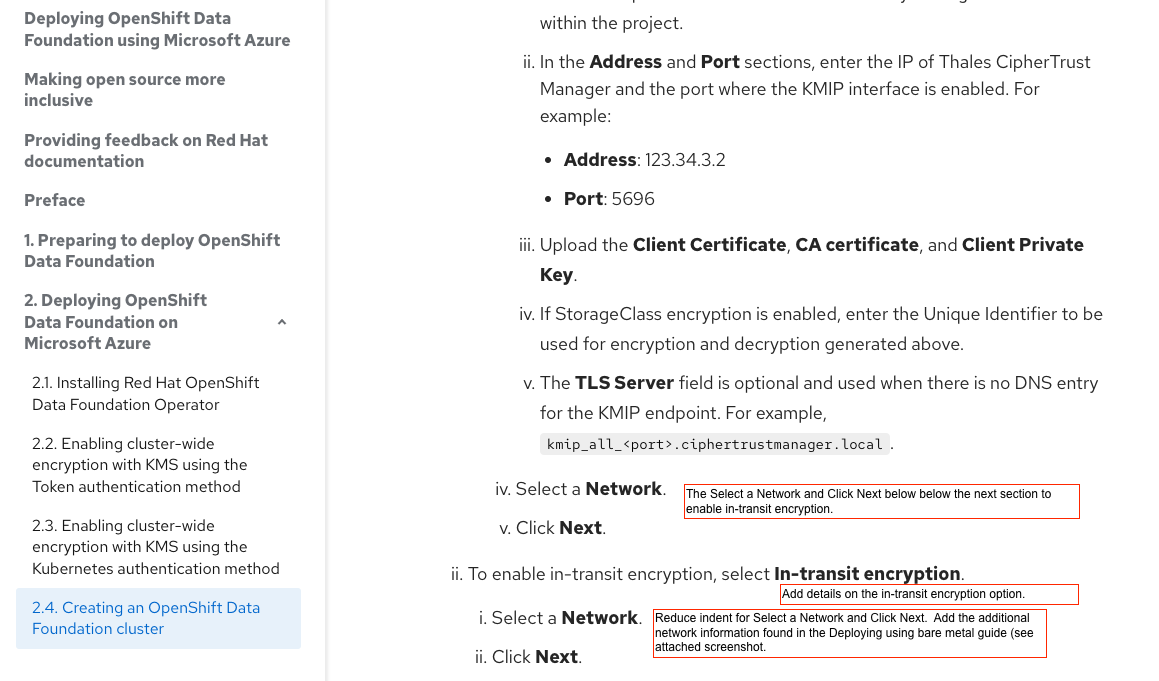 Deploying OpenShift Data
Foundation using Microsoft Azure
Making open source more
inclusive
Providing feedback on Red Hat
documentation
Preface
1. Preparing to deploy OpenShift
Data Foundation
2. Deploying OpenShift
Data Foundation on
Microsoft Azure
2.1. Installing Red Hat OpenShift
Data Foundation Operator
2.2. Enabling cluster-wide
encryption with KMS using the
Token authentication method
2.3. Enabling cluster-wide
encryption with KMS using the
Kubernetes authentication method
2.4. Creating an OpenShift Data
Foundation cluster
within the project.
ii. In the Address and Port sections, enter the IP of Thales CipherTrust
Manager and the port where the KMIP interface is enabled. For
example:
• Address: 123.34.3.2
• Port: 5696
iii. Upload the Client Certificate, CA certificate, and Client Private
Key.
iv. If StorageClass encryption is enabled, enter the Unique Identifier to be
used for encryption and decryption generated above.
v. The TLS Server field is optional and used when there is no DNS entry
for the KMIP endpoint. For example,
kmip_all_<port>.ciphertrustmanager.local.
iv. Select a Network.
The Select a Network and Click Next below below the next section to
enable in-transit encryption.
v. Click Next.
ii. To enable in-transit encryption, select In-transit encryption.
Add details on the in-transit encryption option.
i. Select a Network.
Reduce indent for Select a Network and Click Next.  Add the additional
network information found in the Deploying using bare metal guide (see
attached screenshot.
ii. Click Next.